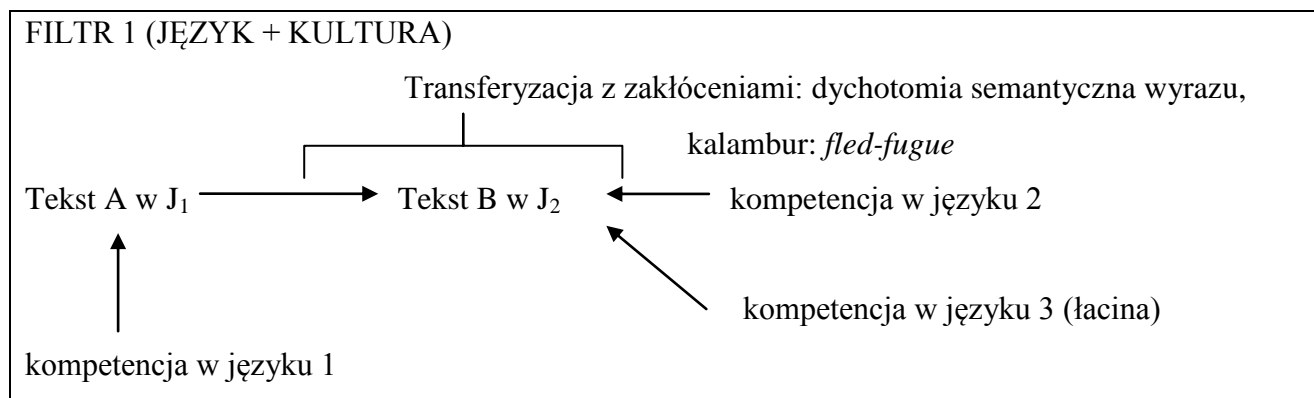 FILTR 1 (JĘZYK + KULTURA)
Transferyzacja z zakłóceniami: dychotomia semantyczna wyrazu,
kalambur: fled-fugue
Tekst A w J₁
Tekst B w J₂
kompetencja w języku 2
kompetencja w języku 3 (łacina)
kompetencja w języku 1